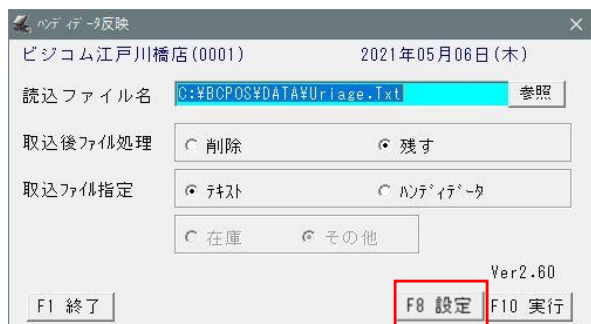 ﾊﾝﾃﾞｨﾃﾞｰﾀ反映
ビジコム江戸川橋店(0001) 2021年05月06日(木)
読込ファイル名 C:¥BCPOS¥DATA¥Uriage.Txt 参照
取込後ﾌｧｲﾙ処理 削除 残す
取込ﾌｧｲﾙ指定 ﾃｷｽﾄ ﾊﾝﾃﾞｨﾃﾞｰﾀ
在庫 その他
Ver2.60
F1 終了 F8 設定 F10 実行